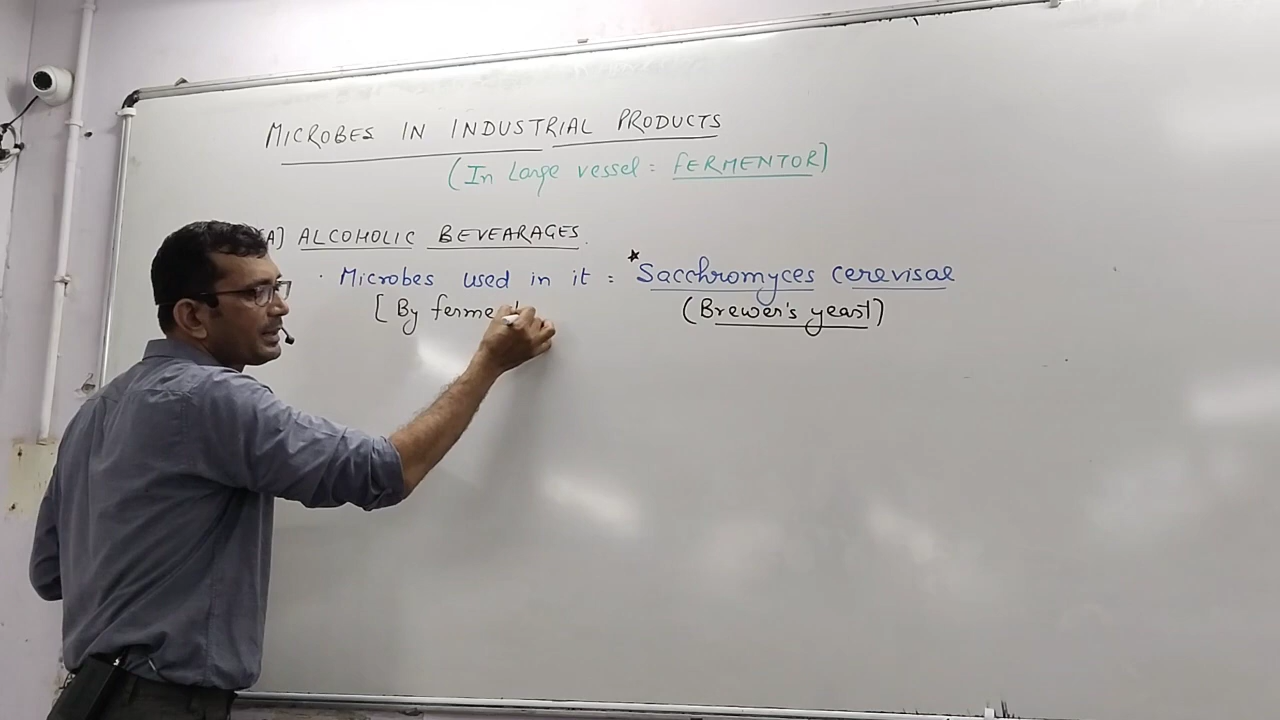 MICROBES IN INDUSTRIAL PRODUCTS
(In Large vessel = FERMENTOR)
A] ALCOHOLIC BEVEARAGES
· Microbes used in it = *Sacchromyces cerevisae
[By ferme (Brewer's yeast)